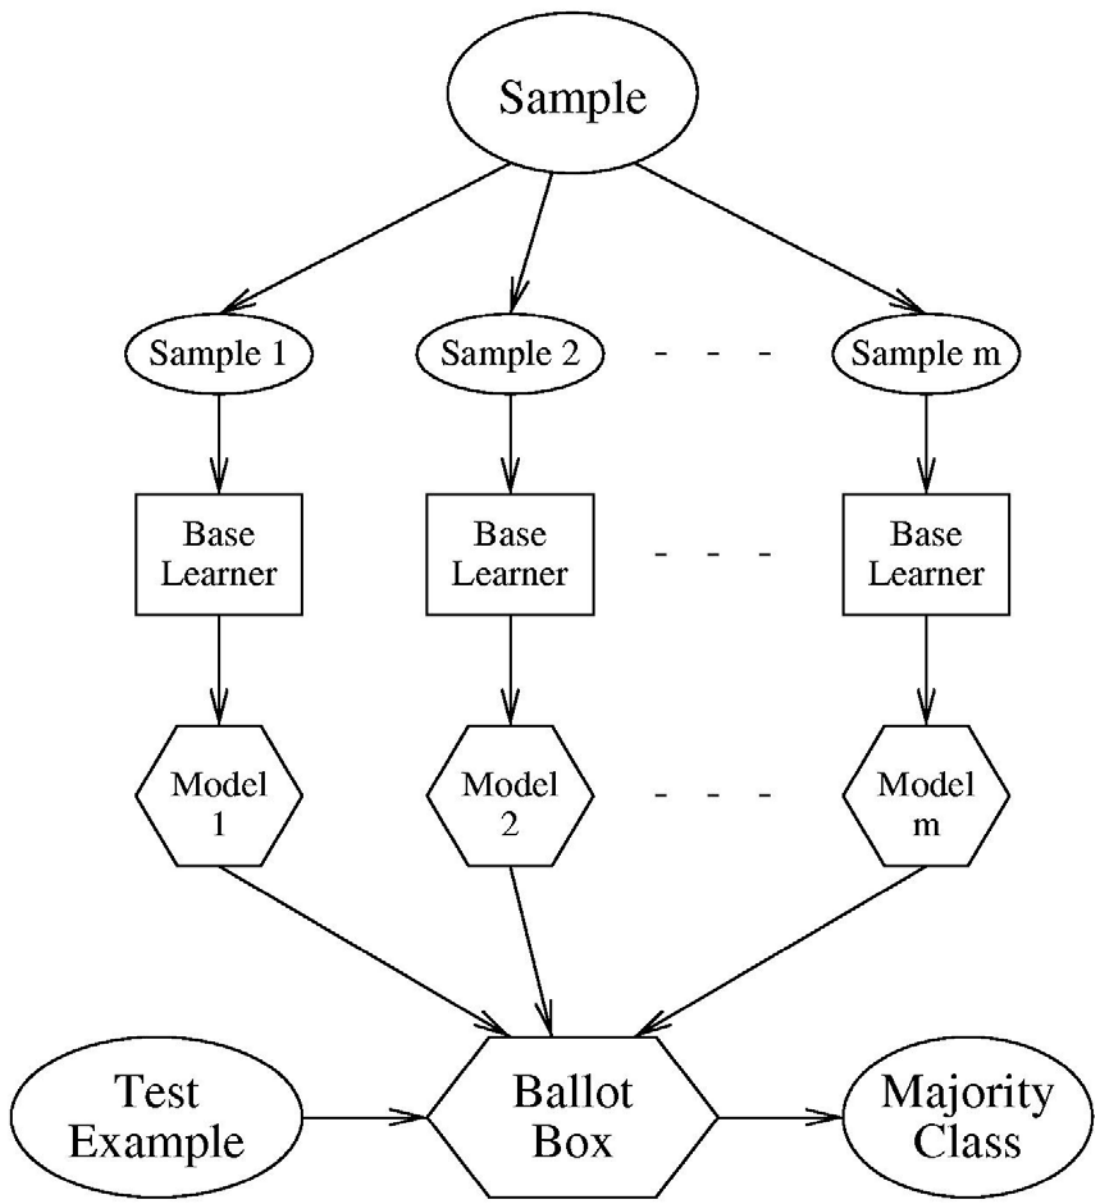 Sample
Sample 1
Sample 2
- - -
Sample m
Base
Learner
Base
Learner
- - -
Base
Learner
Model
1
Model
2
- - -
Model
m
Test
Example
Ballot
Box
Majority
Class